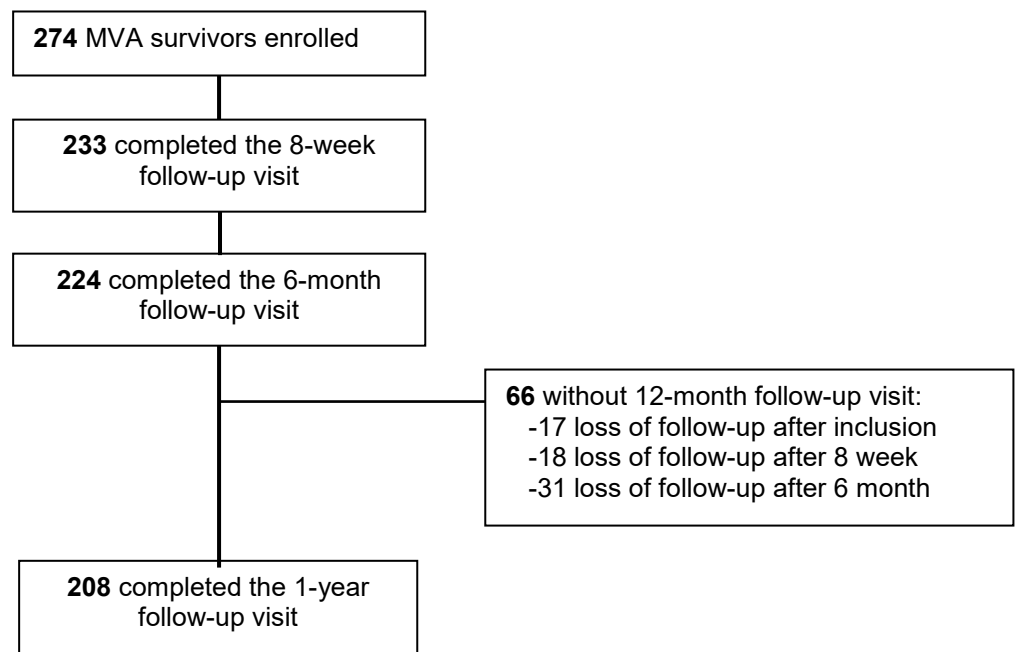 274 MVA survivors enrolled
233 completed the 8-week
follow-up visit
224 completed the 6-month
follow-up visit
66 without 12-month follow-up visit:
-17 loss of follow-up after inclusion
-18 loss of follow-up after 8 week
-31 loss of follow-up after 6 month
208 completed the 1-year
follow-up visit